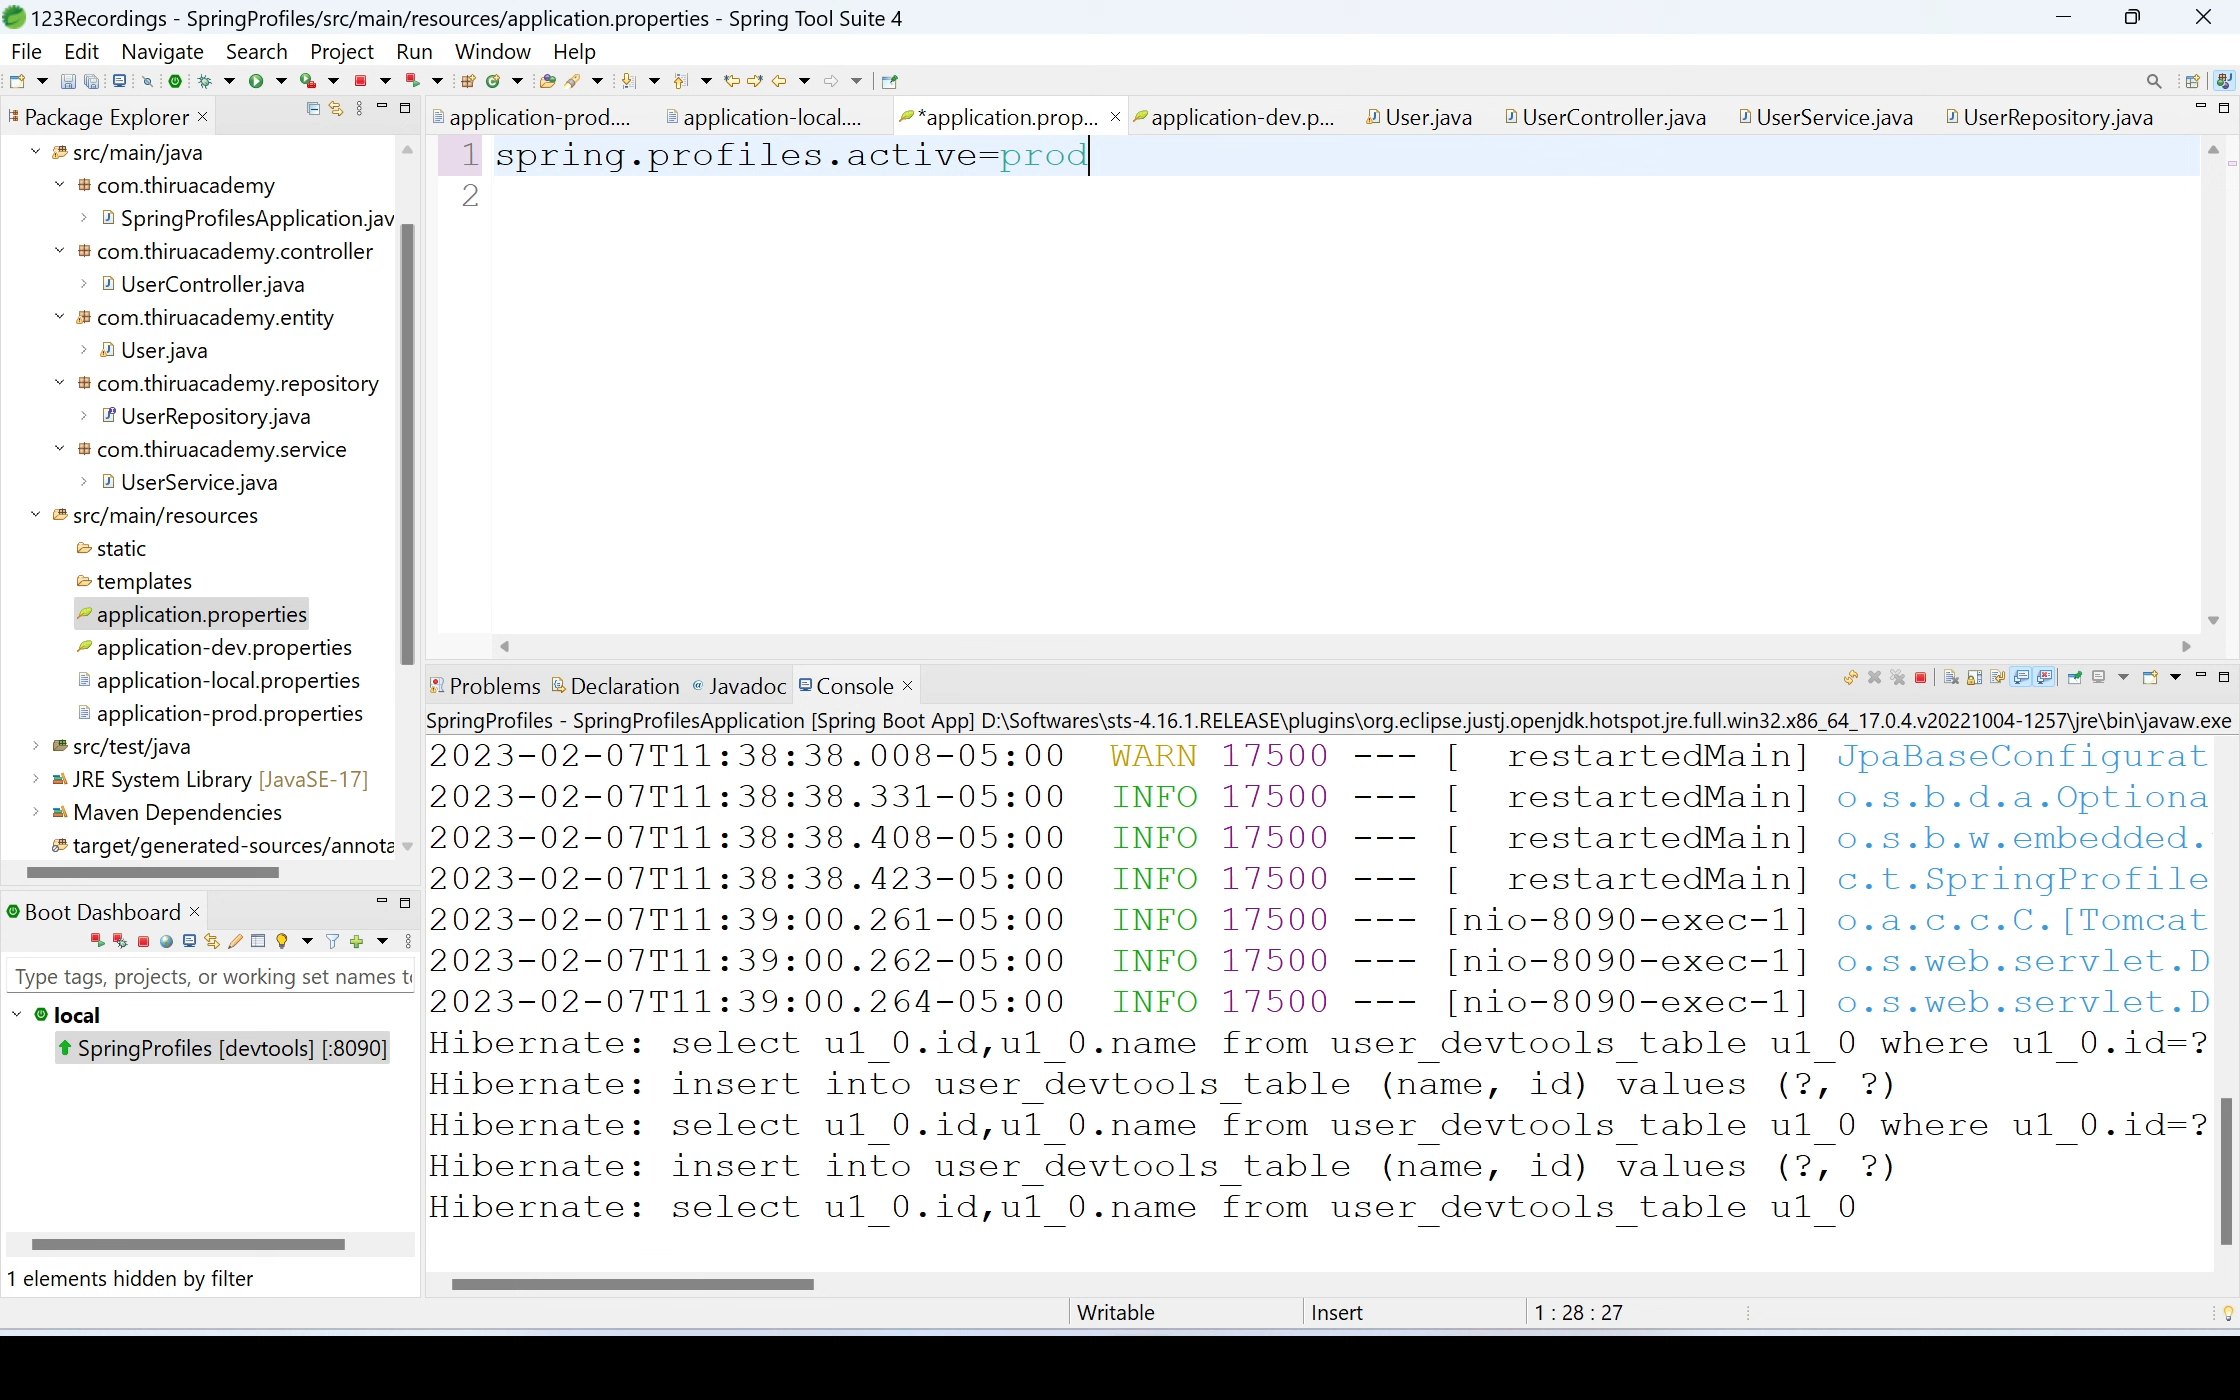 123Recordings - SpringProfiles/src/main/resources/application.properties - Spring Tool Suite 4
File Edit Navigate Search Project Run Window Help
Package Explorer
application-prod....
application-local....
*application.prop...
application-dev.p...
User.java
UserController.java
UserService.java
UserRepository.java
src/main/java
com.thiruacademy
SpringProfilesApplication.jav
com.thiruacademy.controller
UserController.java
com.thiruacademy.entity
User.java
com.thiruacademy.repository
UserRepository.java
com.thiruacademy.service
UserService.java
src/main/resources
static
templates
application.properties
application-dev.properties
application-local.properties
application-prod.properties
src/test/java
JRE System Library [JavaSE-17]
Maven Dependencies
target/generated-sources/annota
1 spring.profiles.active=prod
2
Problems Declaration Javadoc Console
SpringProfiles - SpringProfilesApplication [Spring Boot App] D:\Softwares\sts-4.16.1.RELEASE\plugins\org.eclipse.justj.openjdk.hotspot.jre.full.win32.x86_64_17.0.4.v20221004-1257\jre\bin\javaw.exe
2023-02-07T11:38:38.008-05:00 WARN 17500 --- [ restartedMain] JpaBaseConfigurat
2023-02-07T11:38:38.331-05:00 INFO 17500 --- [ restartedMain] o.s.b.d.a.Optiona
2023-02-07T11:38:38.408-05:00 INFO 17500 --- [ restartedMain] o.s.b.w.embedded.
2023-02-07T11:38:38.423-05:00 INFO 17500 --- [ restartedMain] c.t.SpringProfile
2023-02-07T11:39:00.261-05:00 INFO 17500 --- [nio-8090-exec-1] o.a.c.c.C.[Tomcat
2023-02-07T11:39:00.262-05:00 INFO 17500 --- [nio-8090-exec-1] o.s.web.servlet.D
2023-02-07T11:39:00.264-05:00 INFO 17500 --- [nio-8090-exec-1] o.s.web.servlet.D
Hibernate: select u1_0.id,u1_0.name from user_devtools_table u1_0 where u1_0.id=?
Hibernate: insert into user_devtools_table (name, id) values (?, ?)
Hibernate: select u1_0.id,u1_0.name from user_devtools_table u1_0 where u1_0.id=?
Hibernate: insert into user_devtools_table (name, id) values (?, ?)
Hibernate: select u1_0.id,u1_0.name from user_devtools_table u1_0
Boot Dashboard
Type tags, projects, or working set names t
local
SpringProfiles [devtools] [:8090]
1 elements hidden by filter
Writable
Insert
1 : 28 : 27